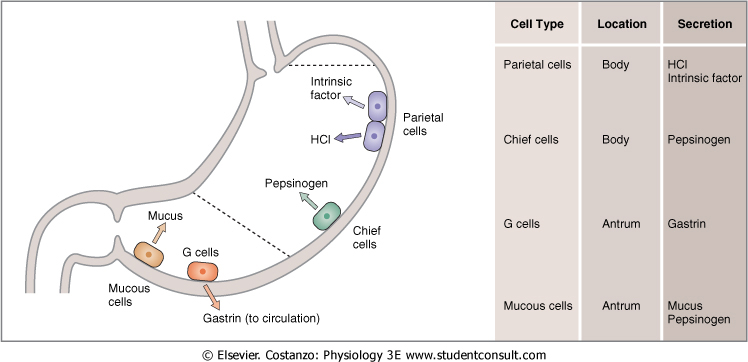 Intrinsic
factor
HCl
Parietal
cells
Pepsinogen
Chief
cells
Mucus
G cells
Mucous
cells
Gastrin (to circulation)
Cell Type Location Secretion
Parietal cells Body HCl
Intrinsic factor
Chief cells Body Pepsinogen
G cells Antrum Gastrin
Mucous cells Antrum Mucus
Pepsinogen
© Elsevier. Costanzo: Physiology 3E www.studentconsult.com